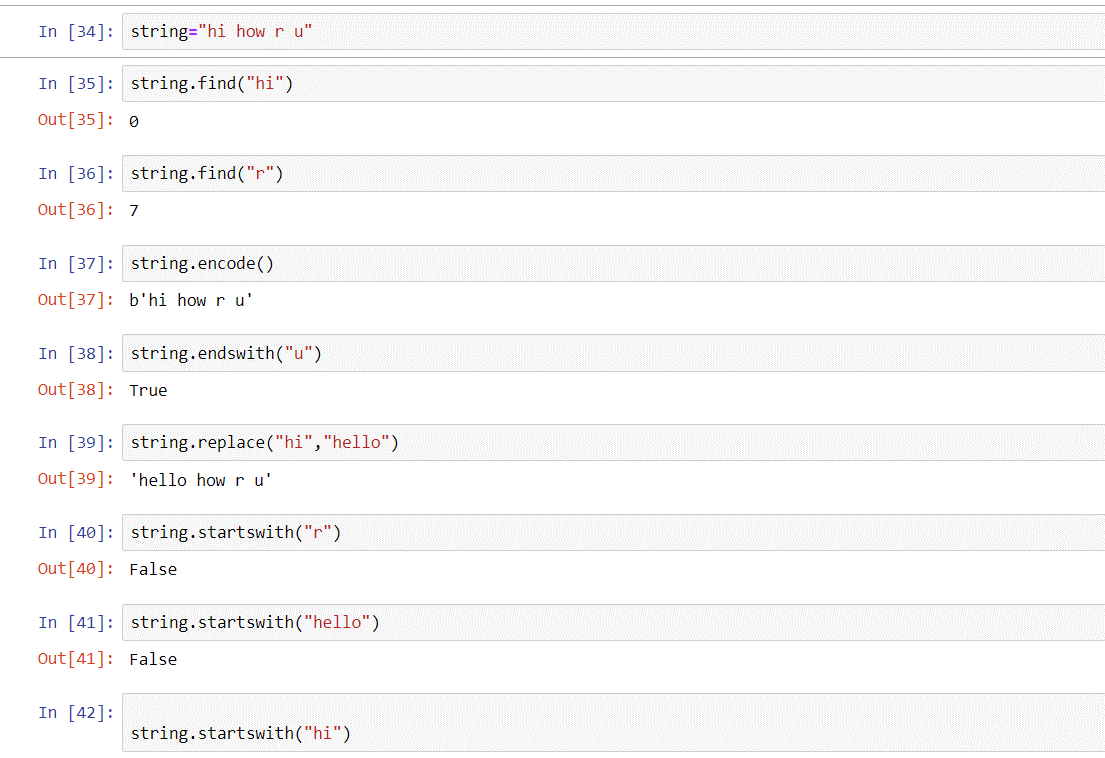 In [34]: string="hi how r u"
In [35]: string.find("hi")
Out[35]: 0
In [36]: string.find("r")
Out[36]: 7
In [37]: string.encode()
Out[37]: b'hi how r u'
In [38]: string.endswith("u")
Out[38]: True
In [39]: string.replace("hi","hello")
Out[39]: 'hello how r u'
In [40]: string.startswith("r")
Out[40]: False
In [41]: string.startswith("hello")
Out[41]: False
In [42]:
string.startswith("hi")